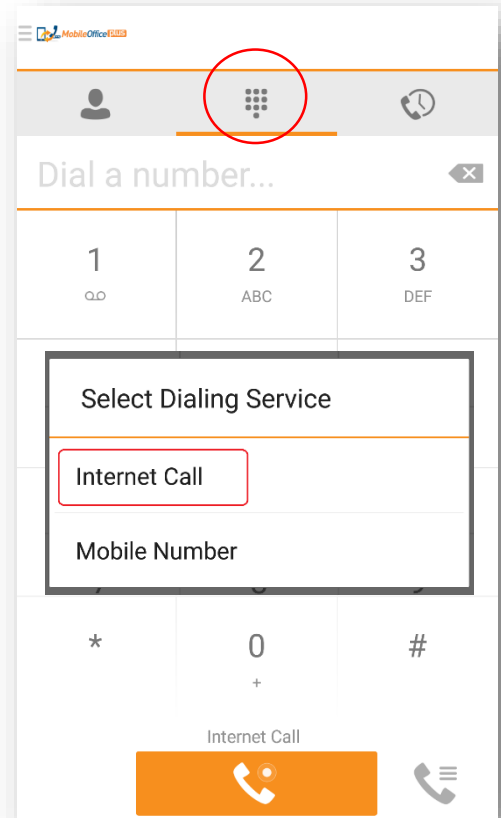 MobileOffice PLUS
Dial a number...
1 2 3
ABC DEF
Select Dialing Service
Internet Call
Mobile Number
* 0 #
+
Internet Call